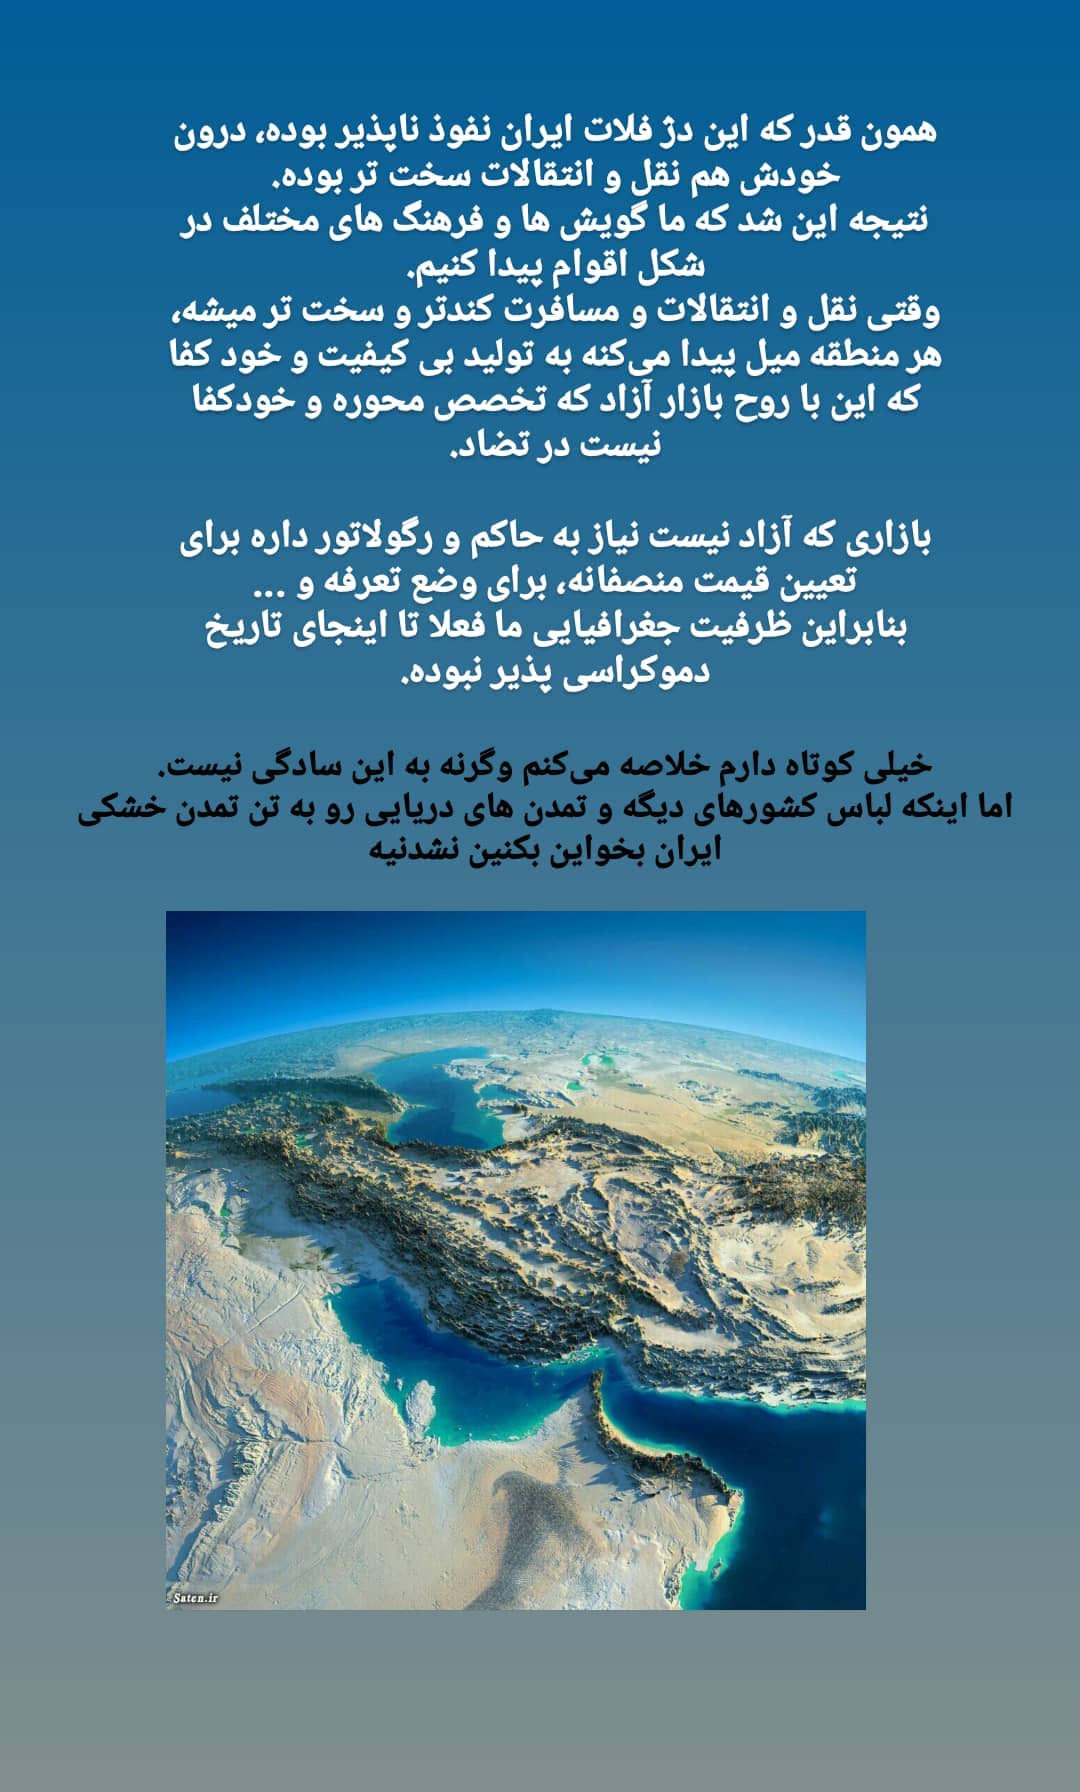 همون قدر که این دژ فلات ایران نفوذ ناپذیر بوده، درون
خودش هم نقل و انتقالات سخت تر بوده.
نتیجه این شد که ما گویش ها و فرهنگ های مختلف در
شکل اقوام پیدا کنیم.
وقتی نقل و انتقالات و مسافرت کندتر و سخت تر میشه،
هر منطقه میل پیدا می‌کنه به تولید بی کیفیت و خود کفا
که این با روح بازار آزاد که تخصص محوره و خودکفا
نیست در تضاد.
بازاری که آزاد نیست نیاز به حاکم و رگولاتور داره برای
تعیین قیمت منصفانه، برای وضع تعرفه و ...
بنابراین ظرفیت جغرافیایی ما فعلا تا اینجای تاریخ
دموکراسی پذیر نبوده.
خیلی کوتاه دارم خلاصه می‌کنم وگرنه به این سادگی نیست.
اما اینکه لباس کشورهای دیگه و تمدن های دریایی رو به تن تمدن خشکی
ایران بخواین بکنین نشدنیه
Saten.ir